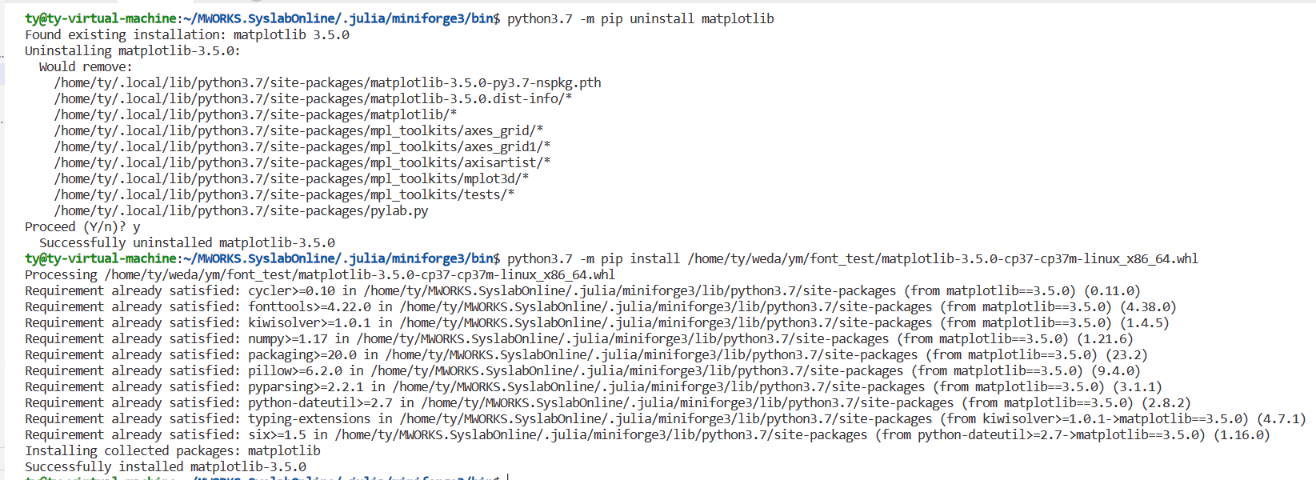 ty@ty-virtual-machine:~/MWORKS.SyslabOnline/.julia/miniforge3/bin$ python3.7 -m pip uninstall matplotlib
Found existing installation: matplotlib 3.5.0
Uninstalling matplotlib-3.5.0:
  Would remove:
    /home/ty/.local/lib/python3.7/site-packages/matplotlib-3.5.0-py3.7-nspkg.pth
    /home/ty/.local/lib/python3.7/site-packages/matplotlib-3.5.0.dist-info/*
    /home/ty/.local/lib/python3.7/site-packages/matplotlib/*
    /home/ty/.local/lib/python3.7/site-packages/mpl_toolkits/axes_grid/*
    /home/ty/.local/lib/python3.7/site-packages/mpl_toolkits/axes_grid1/*
    /home/ty/.local/lib/python3.7/site-packages/mpl_toolkits/axisartist/*
    /home/ty/.local/lib/python3.7/site-packages/mpl_toolkits/mplot3d/*
    /home/ty/.local/lib/python3.7/site-packages/mpl_toolkits/tests/*
    /home/ty/.local/lib/python3.7/site-packages/pylab.py
Proceed (Y/n)? y
  Successfully uninstalled matplotlib-3.5.0
ty@ty-virtual-machine:~/MWORKS.SyslabOnline/.julia/miniforge3/bin$ python3.7 -m pip install /home/ty/weda/ym/font_test/matplotlib-3.5.0-cp37-cp37m-linux_x86_64.whl
Processing /home/ty/weda/ym/font_test/matplotlib-3.5.0-cp37-cp37m-linux_x86_64.whl
Requirement already satisfied: cycler>=0.10 in /home/ty/MWORKS.SyslabOnline/.julia/miniforge3/lib/python3.7/site-packages (from matplotlib==3.5.0) (0.11.0)
Requirement already satisfied: fonttools>=4.22.0 in /home/ty/MWORKS.SyslabOnline/.julia/miniforge3/lib/python3.7/site-packages (from matplotlib==3.5.0) (4.38.0)
Requirement already satisfied: kiwisolver>=1.0.1 in /home/ty/MWORKS.SyslabOnline/.julia/miniforge3/lib/python3.7/site-packages (from matplotlib==3.5.0) (1.4.5)
Requirement already satisfied: numpy>=1.17 in /home/ty/MWORKS.SyslabOnline/.julia/miniforge3/lib/python3.7/site-packages (from matplotlib==3.5.0) (1.21.6)
Requirement already satisfied: packaging>=20.0 in /home/ty/MWORKS.SyslabOnline/.julia/miniforge3/lib/python3.7/site-packages (from matplotlib==3.5.0) (23.2)
Requirement already satisfied: pillow>=6.2.0 in /home/ty/MWORKS.SyslabOnline/.julia/miniforge3/lib/python3.7/site-packages (from matplotlib==3.5.0) (9.4.0)
Requirement already satisfied: pyparsing>=2.2.1 in /home/ty/MWORKS.SyslabOnline/.julia/miniforge3/lib/python3.7/site-packages (from matplotlib==3.5.0) (3.1.1)
Requirement already satisfied: python-dateutil>=2.7 in /home/ty/MWORKS.SyslabOnline/.julia/miniforge3/lib/python3.7/site-packages (from matplotlib==3.5.0) (2.8.2)
Requirement already satisfied: typing-extensions in /home/ty/MWORKS.SyslabOnline/.julia/miniforge3/lib/python3.7/site-packages (from kiwisolver>=1.0.1->matplotlib==3.5.0) (4.7.1)
Requirement already satisfied: six>=1.5 in /home/ty/MWORKS.SyslabOnline/.julia/miniforge3/lib/python3.7/site-packages (from python-dateutil>=2.7->matplotlib==3.5.0) (1.16.0)
Installing collected packages: matplotlib
Successfully installed matplotlib-3.5.0
ty@ty-virtual-machine:~/MWORKS.SyslabOnline/.julia/miniforge3/bin$